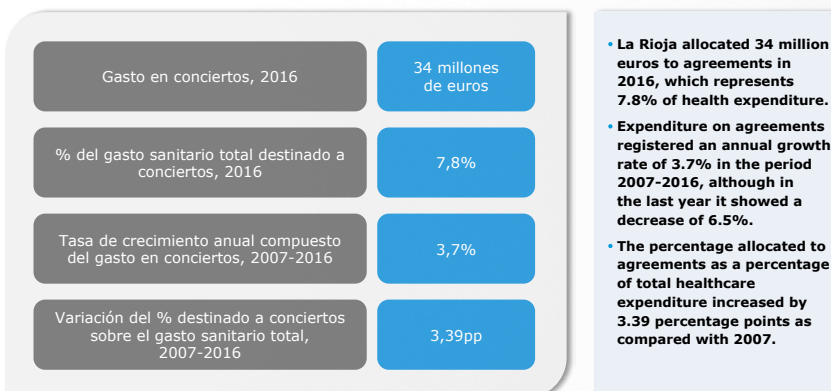 Gasto en conciertos, 2016
34 millones
de euros
% del gasto sanitario total destinado a
conciertos, 2016
7,8%
Tasa de crecimiento anual compuesto
del gasto en conciertos, 2007-2016
3,7%
Variación del % destinado a conciertos
sobre el gasto sanitario total,
2007-2016
3,39pp
• La Rioja allocated 34 million
euros to agreements in
2016, which represents
7.8% of health expenditure.
• Expenditure on agreements
registered an annual growth
rate of 3.7% in the period
2007-2016, although in
the last year it showed a
decrease of 6.5%.
• The percentage allocated to
agreements as a percentage
of total healthcare
expenditure increased by
3.39 percentage points as
compared with 2007.